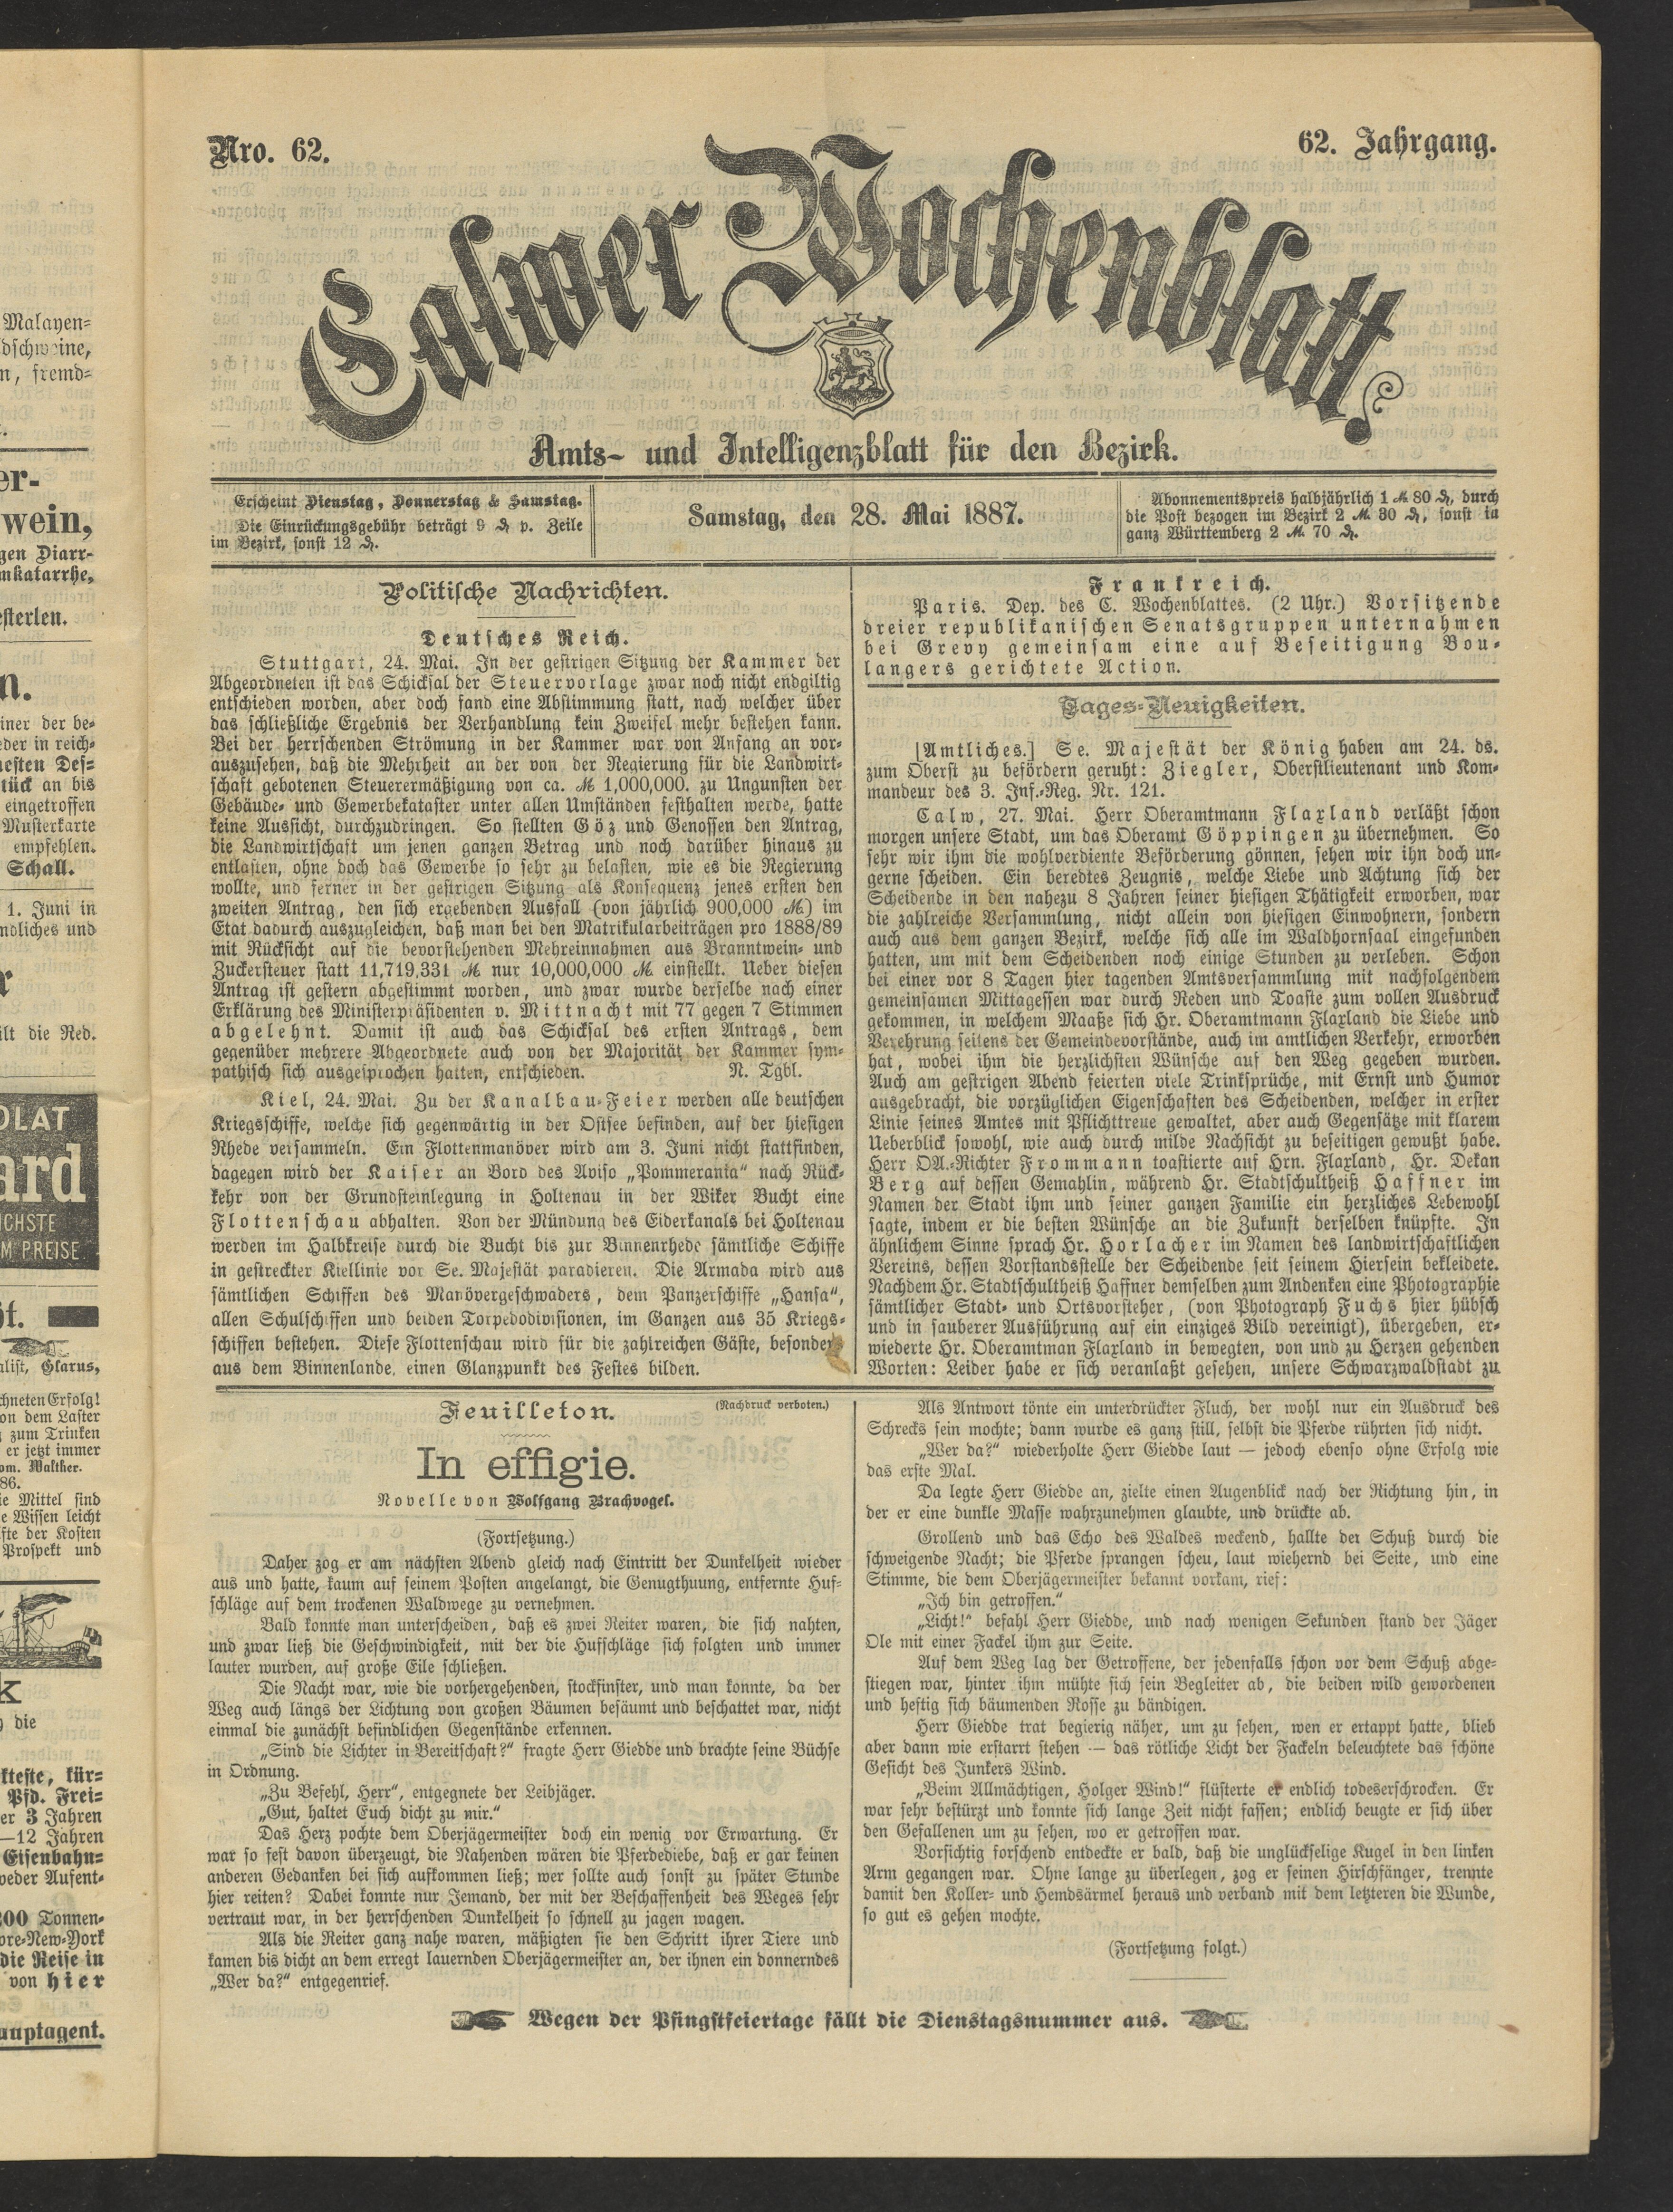 Nro. 62.
62. Jahrgang.
Calwer Wochenblatt
Amts- und Intelligenzblatt für den Bezirk.
Erscheint Dienstag, Donnerstag & Samstag.
Die Einrückungsgebühr beträgt 9 ₰ p. Zeile
im Bezirk, sonst 12 ₰.
Samstag, den 28. Mai 1887.
Abonnementspreis halbjährlich 1 ℳ 80 ₰, durch
die Post bezogen im Bezirk 2 ℳ 30 ₰, sonst in
ganz Württemberg 2 ℳ 70 ₰.
Politische Nachrichten.
Deutsches Reich.
Stuttgart, 24. Mai. In der gestrigen Sitzung der Kammer der
Abgeordneten ist das Schicksal der Steuervorlage zwar noch nicht endgiltig
entschieden worden, aber doch fand eine Abstimmung statt, nach welcher über
das schließliche Ergebnis der Verhandlung kein Zweifel mehr bestehen kann.
Bei der herrschenden Strömung in der Kammer war von Anfang an vor-
auszusehen, daß die Mehrheit an der von der Regierung für die Landwirt-
schaft gebotenen Steuerermäßigung von ca. ℳ 1,000,000. zu Ungunsten der
Gebäude- und Gewerbekataster unter allen Umständen festhalten werde, hatte
keine Aussicht, durchzudringen. So stellten Göz und Genossen den Antrag,
die Landwirtschaft um jenen ganzen Betrag und noch darüber hinaus zu
entlasten, ohne doch das Gewerbe so sehr zu belasten, wie es die Regierung
wollte, und ferner in der gestrigen Sitzung als Konsequenz jenes ersten den
zweiten Antrag, den sich ergebenden Ausfall (von jährlich 900,000 ℳ) im
Etat dadurch auszugleichen, daß man bei den Matrikularbeiträgen pro 1888/89
mit Rücksicht auf die bevorstehenden Mehreinnahmen aus Branntwein- und
Zuckersteuer statt 11,719,331 ℳ nur 10,000,000 ℳ einstellt. Ueber diesen
Antrag ist gestern abgestimmt worden, und zwar wurde derselbe nach einer
Erklärung des Ministerpräsidenten v. Mittnacht mit 77 gegen 7 Stimmen
abgelehnt. Damit ist auch das Schicksal des ersten Antrags, dem
gegenüber mehrere Abgeordnete auch von der Majorität der Kammer sym-
pathisch sich ausgesprochen hatten, entschieden. N. Tgbl.
Kiel, 24. Mai. Zu der Kanalbau-Feier werden alle deutschen
Kriegsschiffe, welche sich gegenwärtig in der Ostsee befinden, auf der hiesigen
Rhede versammeln. Ein Flottenmanöver wird am 3. Juni nicht stattfinden,
dagegen wird der Kaiser an Bord des Aviso „Pommerania“ nach Rück-
kehr von der Grundsteinlegung in Holtenau in der Wiker Bucht eine
Flottenschau abhalten. Von der Mündung des Eiderkanals bei Holtenau
werden im Halbkreise durch die Bucht bis zur Binnenrhede sämtliche Schiffe
in gestreckter Kiellinie vor Se. Majestät paradieren. Die Armada wird aus
sämtlichen Schiffen des Manövergeschwaders, dem Panzerschiffe „Hansa“,
allen Schulschiffen und beiden Torpedodivisionen, im Ganzen aus 35 Kriegs-
schiffen bestehen. Diese Flottenschau wird für die zahlreichen Gäste, besonders
aus dem Binnenlande, einen Glanzpunkt des Festes bilden.
Frankreich.
Paris. Dep. des C. Wochenblattes. (2 Uhr.) Vorsitzende
dreier republikanischen Senatsgruppen unternahmen
bei Grevy gemeinsam eine auf Beseitigung Bou-
langers gerichtete Action.
Tages-Neuigkeiten.
[Amtliches.] Se. Majestät der König haben am 24. ds.
zum Oberst zu befördern geruht: Ziegler, Oberstlieutenant und Kom-
mandeur des 3. Inf.-Reg. Nr. 121.
Calw, 27. Mai. Herr Oberamtmann Flaxland verläßt schon
morgen unsere Stadt, um das Oberamt Göppingen zu übernehmen. So
sehr wir ihm die wohlverdiente Beförderung gönnen, sehen wir ihn doch un-
gerne scheiden. Ein beredtes Zeugnis, welche Liebe und Achtung sich der
Scheidende in den nahezu 8 Jahren seiner hiesigen Thätigkeit erworben, war
die zahlreiche Versammlung, nicht allein von hiesigen Einwohnern, sondern
auch aus dem ganzen Bezirk, welche sich alle im Waldhornsaal eingefunden
hatten, um mit dem Scheidenden noch einige Stunden zu verleben. Schon
bei einer vor 8 Tagen hier tagenden Amtsversammlung mit nachfolgendem
gemeinsamen Mittagessen war durch Reden und Toaste zum vollen Ausdruck
gekommen, in welchem Maaße sich Hr. Oberamtmann Flaxland die Liebe und
Verehrung seitens der Gemeindevorstände, auch im amtlichen Verkehr, erworben
hat, wobei ihm die herzlichsten Wünsche auf den Weg gegeben wurden.
Auch am gestrigen Abend feierten viele Trinksprüche, mit Ernst und Humor
ausgebracht, die vorzüglichen Eigenschaften des Scheidenden, welcher in erster
Linie seines Amtes mit Pflichttreue gewaltet, aber auch Gegensätze mit klarem
Ueberblick sowohl, wie auch durch milde Nachsicht zu beseitigen gewußt habe.
Herr OA.-Richter Frommann toastierte auf Hrn. Flaxland, Hr. Dekan
Berg auf dessen Gemahlin, während Hr. Stadtschultheiß Haffner im
Namen der Stadt ihm und seiner ganzen Familie ein herzliches Lebewohl
sagte, indem er die besten Wünsche an die Zukunft derselben knüpfte. In
ähnlichem Sinne sprach Hr. Horlacher im Namen des landwirtschaftlichen
Vereins, dessen Vorstandsstelle der Scheidende seit seinem Hiersein bekleidete.
Nachdem Hr. Stadtschultheiß Haffner demselben zum Andenken eine Photographie
sämtlicher Stadt- und Ortsvorsteher, (von Photograph Fuchs hier hübsch
und in sauberer Ausführung auf ein einziges Bild vereinigt), übergeben, er-
wiederte Hr. Oberamtman Flaxland in bewegten, von und zu Herzen gehenden
Worten: Leider habe er sich veranlaßt gesehen, unsere Schwarzwaldstadt zu
Feuilleton.
(Nachdruck verboten.)
In effigie.
Novelle von Wolfgang Brachvogel.
(Fortsetzung.)
Daher zog er am nächsten Abend gleich nach Eintritt der Dunkelheit wieder
aus und hatte, kaum auf seinem Posten angelangt, die Genugthuung, entfernte Huf-
schläge auf dem trockenen Waldwege zu vernehmen.
Bald konnte man unterscheiden, daß es zwei Reiter waren, die sich nahten,
und zwar ließ die Geschwindigkeit, mit der die Hufschläge sich folgten und immer
lauter wurden, auf große Eile schließen.
Die Nacht war, wie die vorhergehenden, stockfinster, und man konnte, da der
Weg auch längs der Lichtung von großen Bäumen besäumt und beschattet war, nicht
einmal die zunächst befindlichen Gegenstände erkennen.
„Sind die Lichter in Bereitschaft?“ fragte Herr Giedde und brachte seine Büchse
in Ordnung.
„Zu Befehl, Herr“, entgegnete der Leibjäger.
„Gut, haltet Euch dicht zu mir.“
Das Herz pochte dem Oberjägermeister doch ein wenig vor Erwartung. Er
war so fest davon überzeugt, die Nahenden wären die Pferdediebe, daß er gar keinen
anderen Gedanken bei sich aufkommen ließ; wer sollte auch sonst zu später Stunde
hier reiten? Dabei konnte nur Jemand, der mit der Beschaffenheit des Weges sehr
vertraut war, in der herrschenden Dunkelheit so schnell zu jagen wagen.
Als die Reiter ganz nahe waren, mäßigten sie den Schritt ihrer Tiere und
kamen bis dicht an dem erregt lauernden Oberjägermeister an, der ihnen ein donnerndes
„Wer da?“ entgegenrief.
Als Antwort tönte ein unterdrückter Fluch, der wohl nur ein Ausdruck des
Schrecks sein mochte; dann wurde es ganz still, selbst die Pferde rührten sich nicht.
„Wer da?“ wiederholte Herr Giedde laut — jedoch ebenso ohne Erfolg wie
das erste Mal.
Da legte Herr Giedde an, zielte einen Augenblick nach der Richtung hin, in
der er eine dunkle Masse wahrzunehmen glaubte, und drückte ab.
Grollend und das Echo des Waldes weckend, hallte der Schuß durch die
schweigende Nacht; die Pferde sprangen scheu, laut wiehernd bei Seite, und eine
Stimme, die dem Oberjägermeister bekannt vorkam, rief:
„Ich bin getroffen.“
„Licht!“ befahl Herr Giedde, und nach wenigen Sekunden stand der Jäger
Ole mit einer Fackel ihm zur Seite.
Auf dem Weg lag der Getroffene, der jedenfalls schon vor dem Schuß abge-
stiegen war, hinter ihm mühte sich sein Begleiter ab, die beiden wild gewordenen
und heftig sich bäumenden Rosse zu bändigen.
Herr Giedde trat begierig näher, um zu sehen, wen er ertappt hatte, blieb
aber dann wie erstarrt stehen — das rötliche Licht der Fackeln beleuchtete das schöne
Gesicht des Junkers Wind.
„Beim Allmächtigen, Holger Wind!“ flüsterte er endlich todeserschrocken. Er
war sehr bestürzt und konnte sich lange Zeit nicht fassen; endlich beugte er sich über
den Gefallenen um zu sehen, wo er getroffen war.
Vorsichtig forschend entdeckte er bald, daß die unglückselige Kugel in den linken
Arm gegangen war. Ohne lange zu überlegen, zog er seinen Hirschfänger, trennte
damit den Koller- und Hemdsärmel heraus und verband mit dem letzteren die Wunde,
so gut es gehen mochte.
(Fortsetzung folgt.)
Wegen der Pfingstfeiertage fällt die Dienstagsnummer aus.
Malayen-
fremd-
wein,
1. Juni in
eingetroffen
Musterkarte
empfehlen.
Schall.
PREISE.
Glarus,
Erfolg!
dem Laster
zum Trinken
er jetzt immer
Mittel sind
Wissen leicht
der Kosten
Prospekt und
die
3 Jahren
—12 Jahren
Eisenbahn-
Tonnen-
die Reise in
von hier